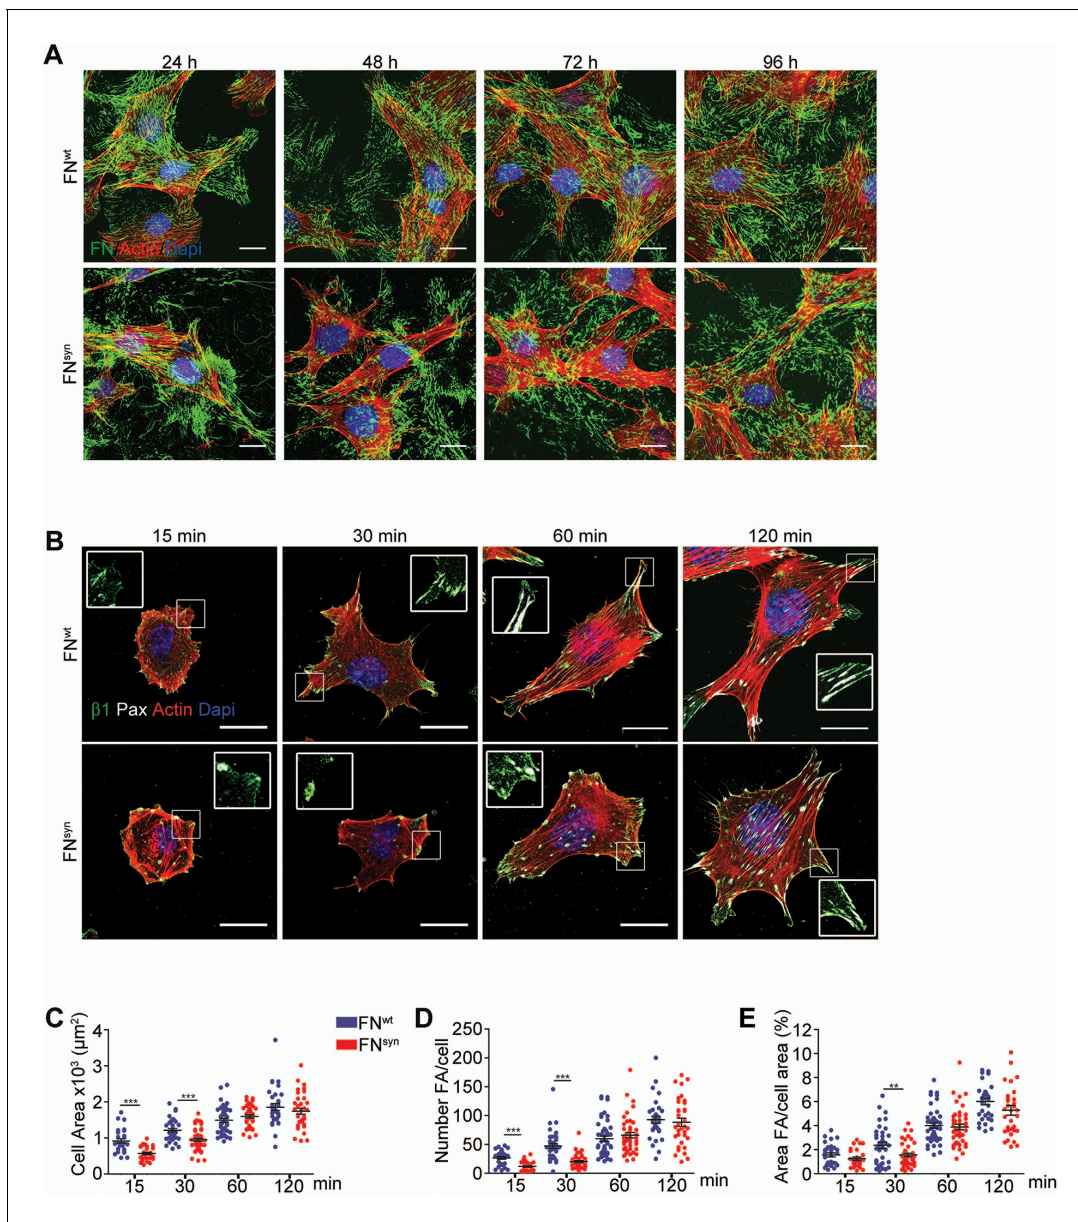 A
24 h 48 h 72 h 96 h
FNwt
FN Actin Dapi
FNsyn
B
15 min 30 min 60 min 120 min
FNwt
β1 Pax Actin Dapi
FNsyn
C
Cell Area x10³ (μm²)
4
3
2
1
0
*** ***
15 30 60 120 min
FNwt
FNsyn
D
Number FA/cell
250
200
150
100
50
0
*** ***
15 30 60 120 min
E
Area FA/cell area (%)
12
10
8
6
4
2
0
**
15 30 60 120 min